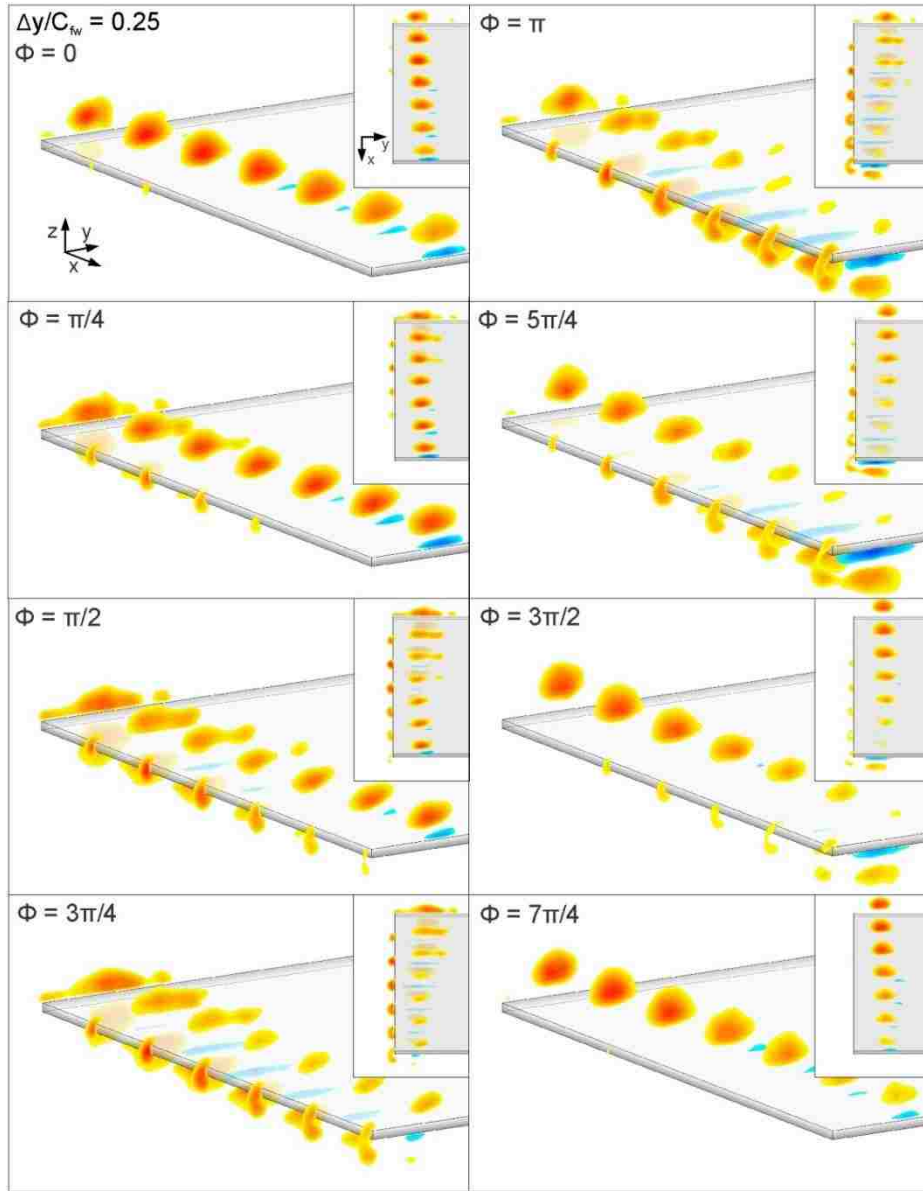 Δy/C_fw = 0.25
Φ = 0
y
x
z
y
x
Φ = π
Φ = π/4
Φ = 5π/4
Φ = π/2
Φ = 3π/2
Φ = 3π/4
Φ = 7π/4